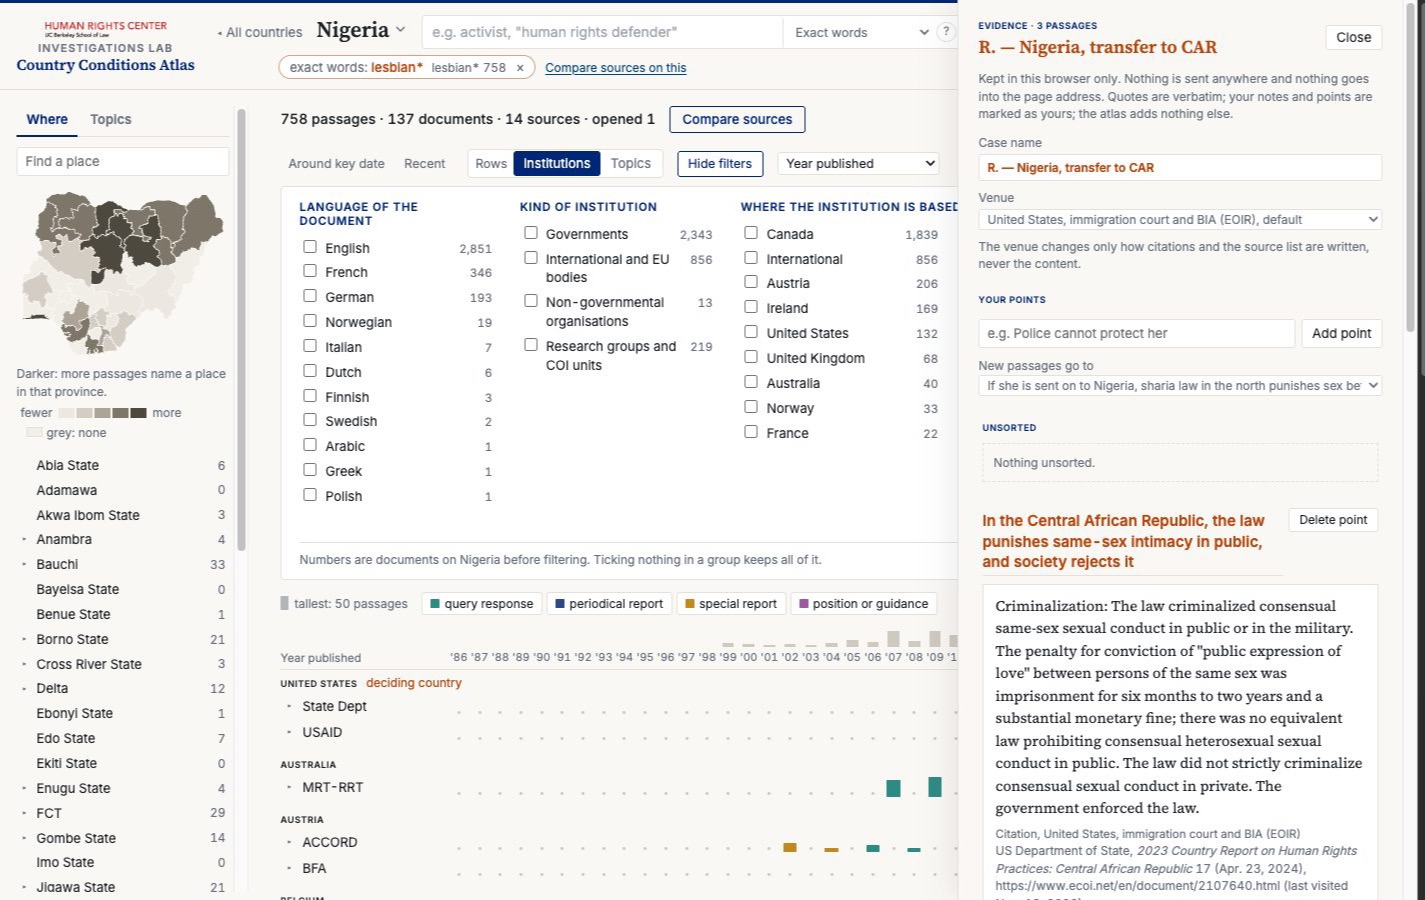 HUMAN RIGHTS CENTER
UC Berkeley School of Law
INVESTIGATIONS LAB
Country Conditions Atlas
All countries
Nigeria
e.g. activist, "human rights defender"
Exact words
?
exact words: lesbian* lesbian* 758 ×
Compare sources on this
Where
Topics
Find a place
Darker: more passages name a place
in that province.
fewer
more
grey: none
Abia State 6
Adamawa 0
Akwa Ibom State 3
Anambra 4
Bauchi 33
Bayelsa State 0
Benue State 1
Borno State 21
Cross River State 3
Delta 12
Ebonyi State 1
Edo State 7
Ekiti State 0
Enugu State 4
FCT 29
Gombe State 14
Imo State 0
Jigawa State 21
758 passages · 137 documents · 14 sources · opened 1
Compare sources
Around key date
Recent
Rows
Institutions
Topics
Hide filters
Year published
LANGUAGE OF THE
DOCUMENT
English 2,851
French 346
German 193
Norwegian 19
Italian 7
Dutch 6
Finnish 3
Swedish 2
Arabic 1
Greek 1
Polish 1
KIND OF INSTITUTION
Governments 2,343
International and EU 856
bodies
Non-governmental 13
organisations
Research groups and 219
COI units
WHERE THE INSTITUTION IS BASED
Canada 1,839
International 856
Austria 206
Ireland 169
United States 132
United Kingdom 68
Australia 40
Norway 33
France 22
Numbers are documents on Nigeria before filtering. Ticking nothing in a group keeps all of it.
tallest: 50 passages
query response
periodical report
special report
position or guidance
Year published
'86 '87 '88 '89 '90 '91 '92 '93 '94 '95 '96 '97 '98 '99 '00 '01 '02 '03 '04 '05 '06 '07 '08 '09 '1
UNITED STATES deciding country
State Dept
USAID
AUSTRALIA
MRT-RRT
AUSTRIA
ACCORD
BFA
EVIDENCE · 3 PASSAGES
R. — Nigeria, transfer to CAR
Close
Kept in this browser only. Nothing is sent anywhere and nothing goes
into the page address. Quotes are verbatim; your notes and points are
marked as yours; the atlas adds nothing else.
Case name
R. — Nigeria, transfer to CAR
Venue
United States, immigration court and BIA (EOIR), default
The venue changes only how citations and the source list are written,
never the content.
YOUR POINTS
e.g. Police cannot protect her
Add point
New passages go to
If she is sent on to Nigeria, sharia law in the north punishes sex be
UNSORTED
Nothing unsorted.
In the Central African Republic, the law
punishes same-sex intimacy in public,
and society rejects it
Delete point
Criminalization: The law criminalized consensual
same-sex sexual conduct in public or in the military.
The penalty for conviction of "public expression of
love" between persons of the same sex was
imprisonment for six months to two years and a
substantial monetary fine; there was no equivalent
law prohibiting consensual heterosexual sexual
conduct in public. The law did not strictly criminalize
consensual sexual conduct in private. The
government enforced the law.
Citation, United States, immigration court and BIA (EOIR)
US Department of State, 2023 Country Report on Human Rights
Practices: Central African Republic 17 (Apr. 23, 2024),
https://www.ecoi.net/en/document/2107640.html (last visited